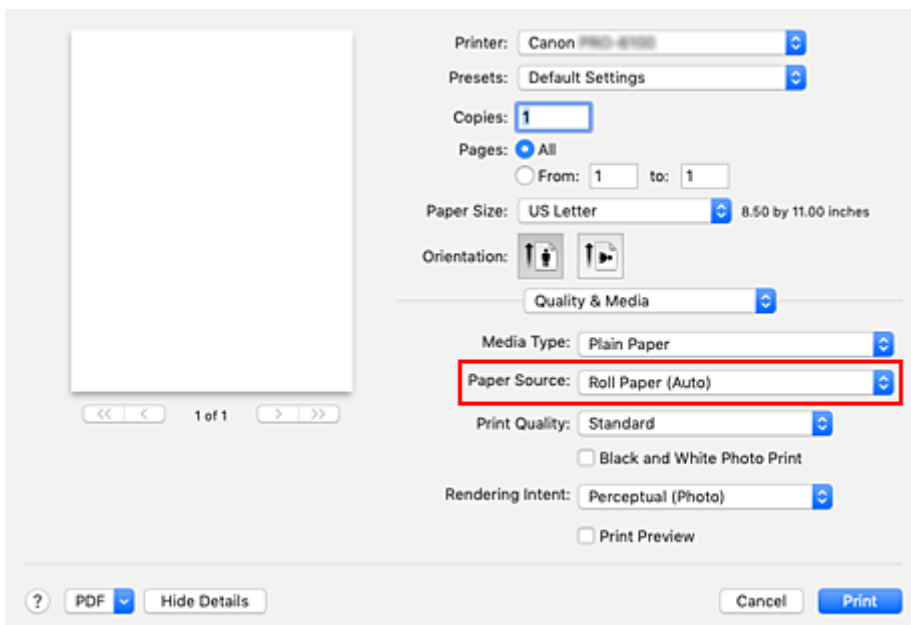 Printer: Canon
Presets: Default Settings
Copies: 1
Pages: All
From: 1 to: 1
Paper Size: US Letter 8.50 by 11.00 inches
Orientation:
Quality & Media
Media Type: Plain Paper
Paper Source: Roll Paper (Auto)
1 of 1
Print Quality: Standard
Black and White Photo Print
Rendering Intent: Perceptual (Photo)
Print Preview
? PDF Hide Details Cancel Print